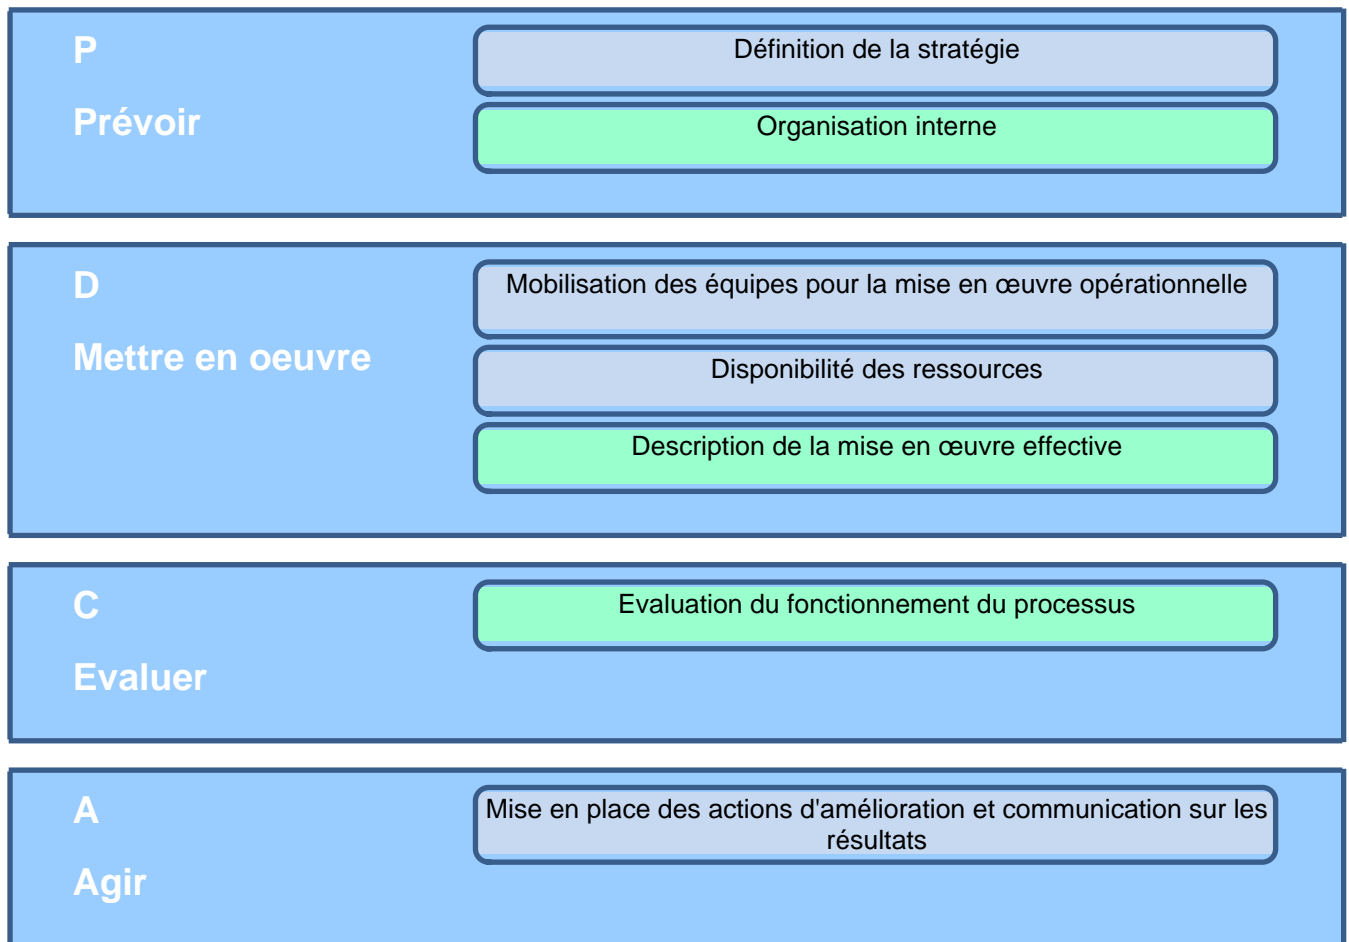 P
Prévoir
Définition de la stratégie
Organisation interne
D
Mettre en oeuvre
Mobilisation des équipes pour la mise en œuvre opérationnelle
Disponibilité des ressources
Description de la mise en œuvre effective
C
Evaluer
Evaluation du fonctionnement du processus
A
Agir
Mise en place des actions d'amélioration et communication sur les
résultats